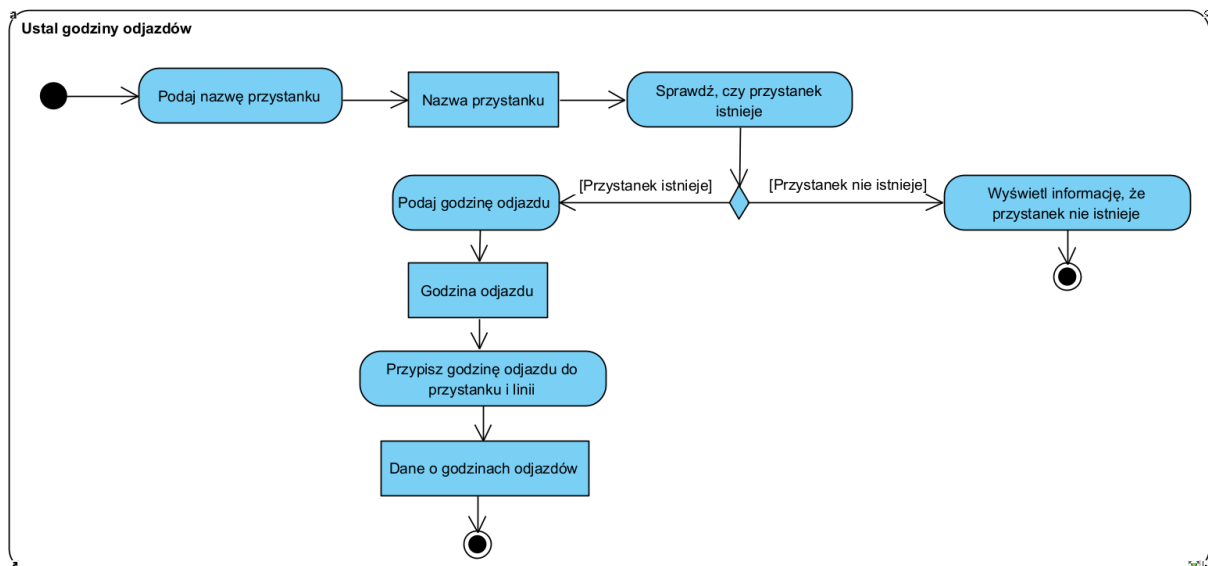 Ustal godziny odjazdów
Podaj nazwę przystanku
Nazwa przystanku
Sprawdź, czy przystanek
istnieje
[Przystanek istnieje]
[Przystanek nie istnieje]
Podaj godzinę odjazdu
Wyświetl informację, że
przystanek nie istnieje
Godzina odjazdu
Przypisz godzinę odjazdu do
przystanku i linii
Dane o godzinach odjazdów